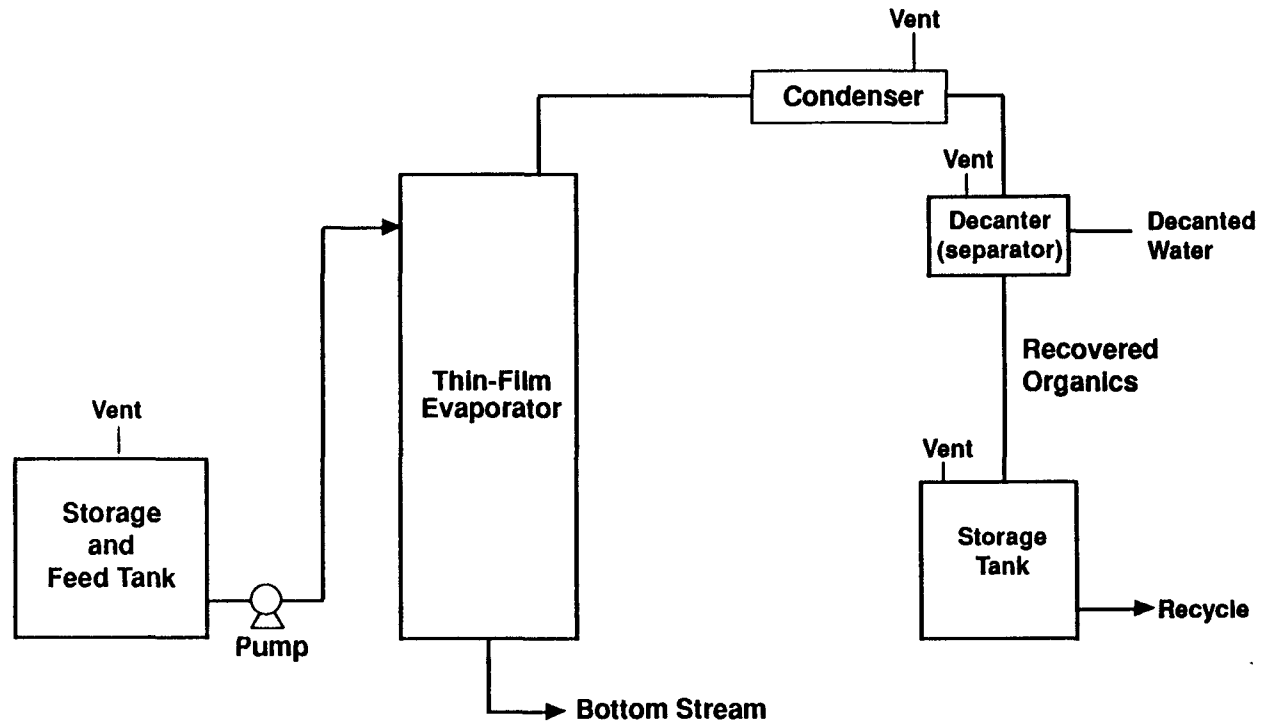 Vent
Condenser
Vent
Decanter
(separator)
Decanted
Water
Recovered
Organics
Thin-Film
Evaporator
Vent
Storage
and
Feed Tank
Pump
Vent
Storage
Tank
Recycle
Bottom Stream